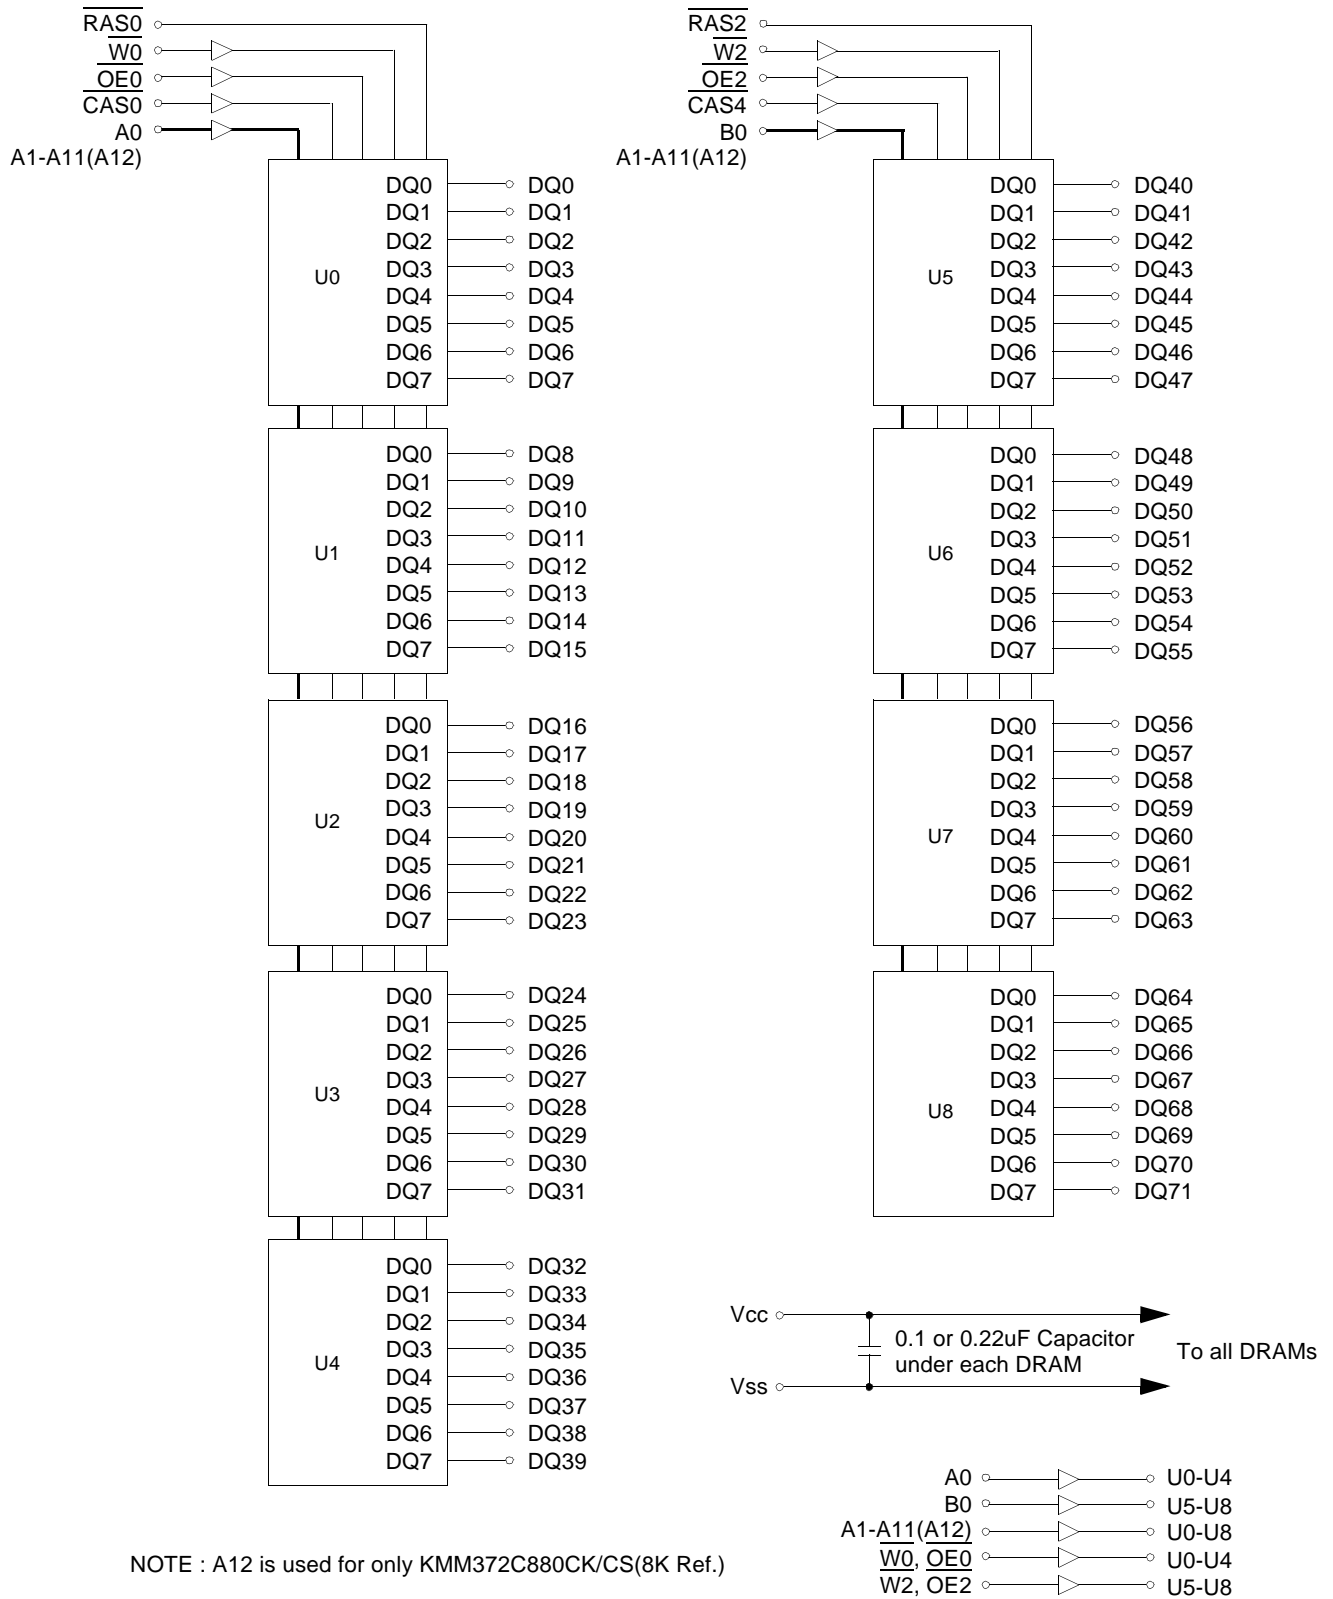 RAS0
W0
OE0
CAS0
A0
A1-A11(A12)
U0
DQ0 DQ0
DQ1 DQ1
DQ2 DQ2
DQ3 DQ3
DQ4 DQ4
DQ5 DQ5
DQ6 DQ6
DQ7 DQ7
U1
DQ0 DQ8
DQ1 DQ9
DQ2 DQ10
DQ3 DQ11
DQ4 DQ12
DQ5 DQ13
DQ6 DQ14
DQ7 DQ15
U2
DQ0 DQ16
DQ1 DQ17
DQ2 DQ18
DQ3 DQ19
DQ4 DQ20
DQ5 DQ21
DQ6 DQ22
DQ7 DQ23
U3
DQ0 DQ24
DQ1 DQ25
DQ2 DQ26
DQ3 DQ27
DQ4 DQ28
DQ5 DQ29
DQ6 DQ30
DQ7 DQ31
U4
DQ0 DQ32
DQ1 DQ33
DQ2 DQ34
DQ3 DQ35
DQ4 DQ36
DQ5 DQ37
DQ6 DQ38
DQ7 DQ39
RAS2
W2
OE2
CAS4
B0
A1-A11(A12)
U5
DQ0 DQ40
DQ1 DQ41
DQ2 DQ42
DQ3 DQ43
DQ4 DQ44
DQ5 DQ45
DQ6 DQ46
DQ7 DQ47
U6
DQ0 DQ48
DQ1 DQ49
DQ2 DQ50
DQ3 DQ51
DQ4 DQ52
DQ5 DQ53
DQ6 DQ54
DQ7 DQ55
U7
DQ0 DQ56
DQ1 DQ57
DQ2 DQ58
DQ3 DQ59
DQ4 DQ60
DQ5 DQ61
DQ6 DQ62
DQ7 DQ63
U8
DQ0 DQ64
DQ1 DQ65
DQ2 DQ66
DQ3 DQ67
DQ4 DQ68
DQ5 DQ69
DQ6 DQ70
DQ7 DQ71
Vcc
0.1 or 0.22uF Capacitor
under each DRAM
To all DRAMs
Vss
A0 U0-U4
B0 U5-U8
A1-A11(A12) U0-U8
W0, OE0 U0-U4
W2, OE2 U5-U8
NOTE : A12 is used for only KMM372C880CK/CS(8K Ref.)